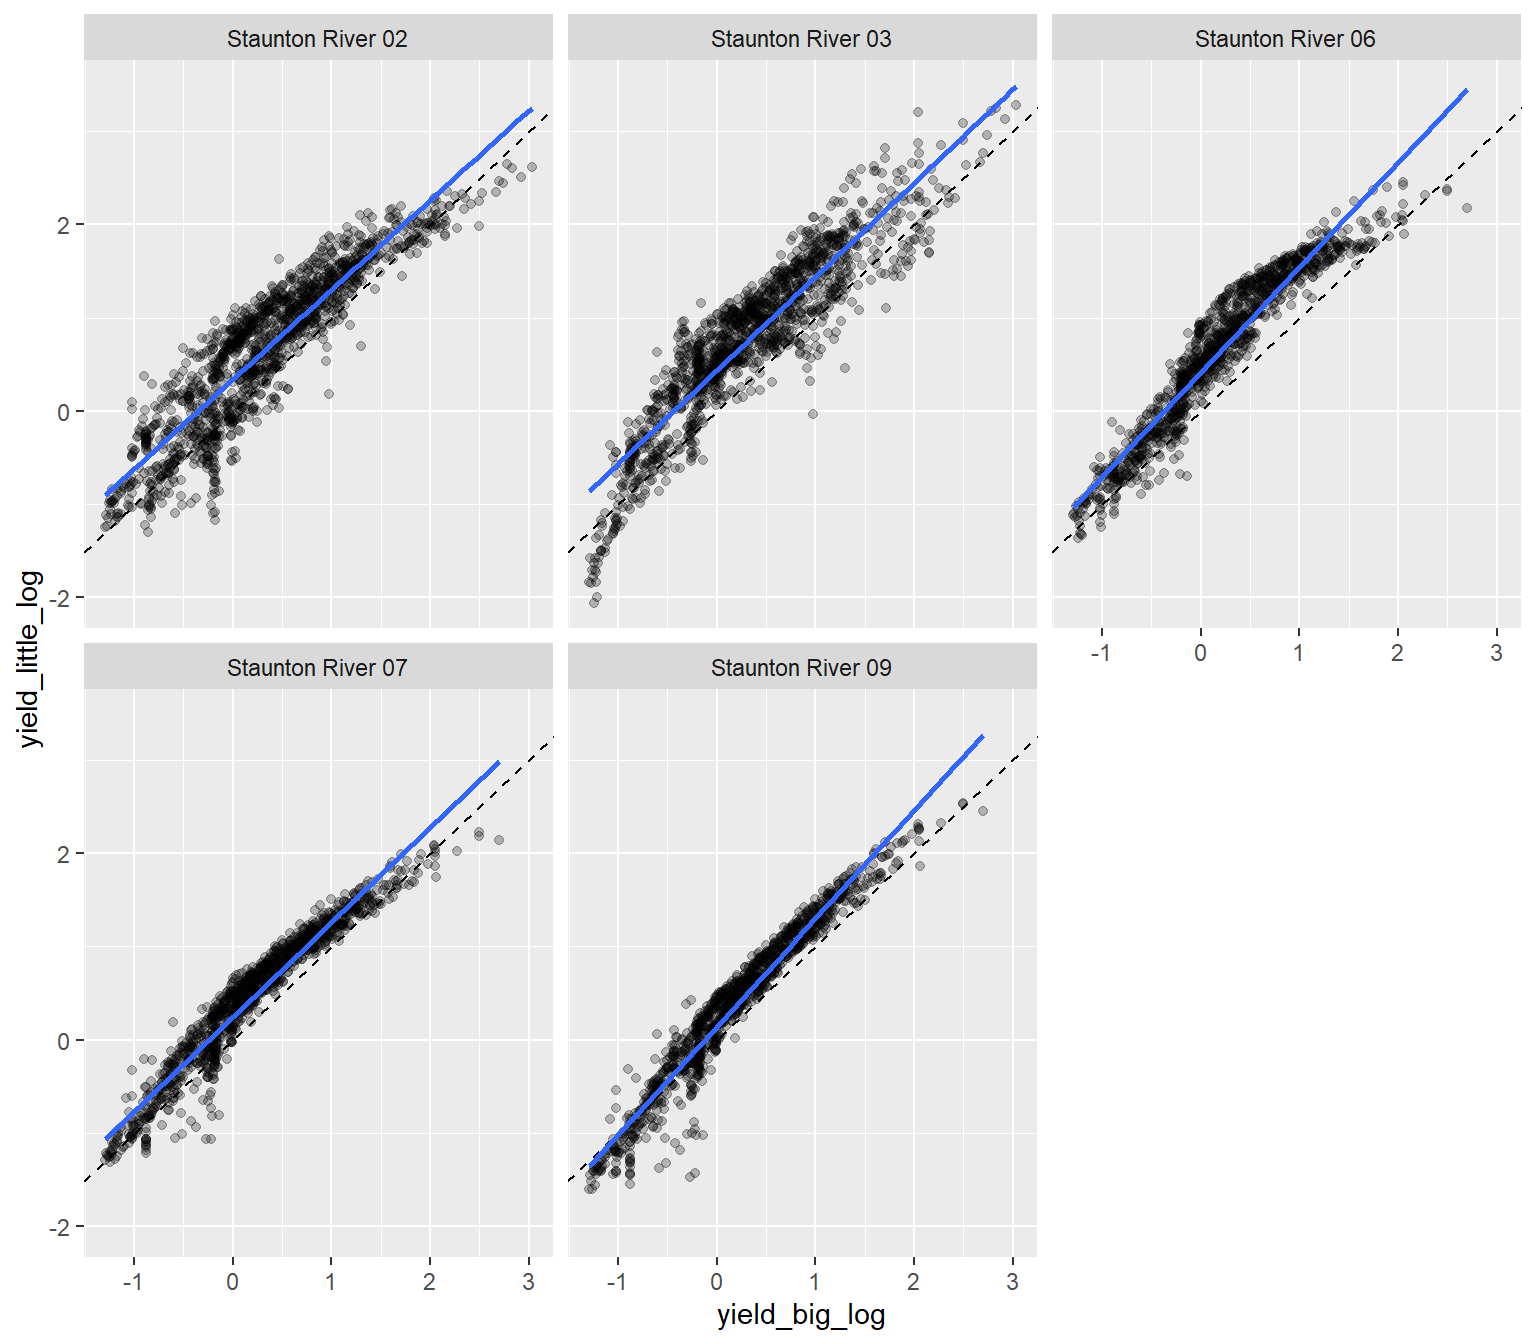 Staunton River 02
Staunton River 03
Staunton River 06
2
0
-2
-1 0 1 2 3
Staunton River 07
Staunton River 09
2
0
-2
-1 0 1 2 3
-1 0 1 2 3
yield_little_log
yield_big_log